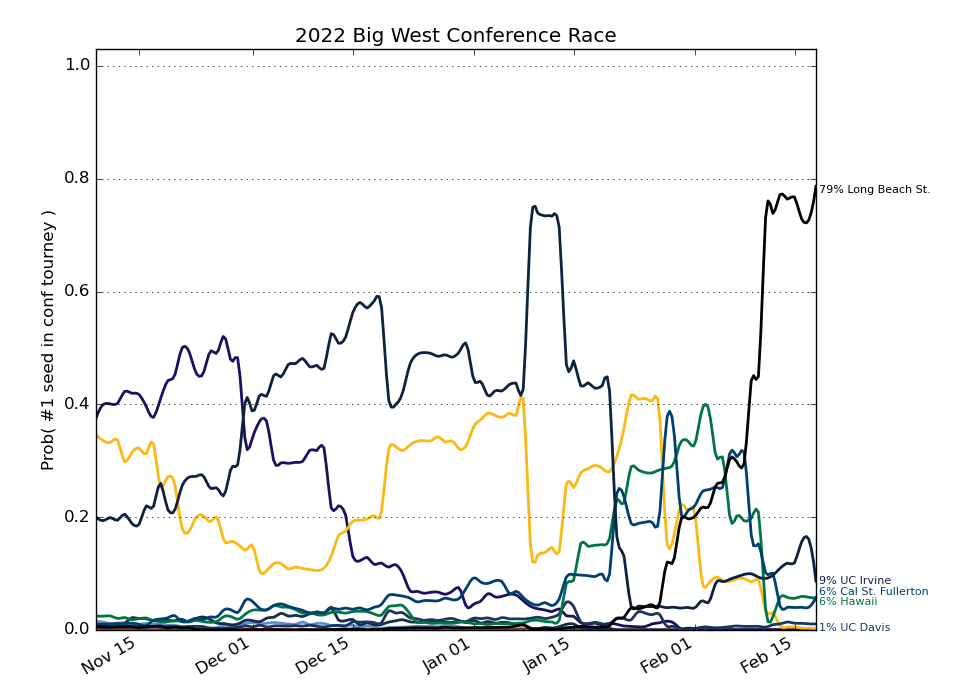 2022 Big West Conference Race
Prob( #1 seed in conf tourney )
1.0
0.8
0.6
0.4
0.2
0.0
79% Long Beach St.
9% UC Irvine
6% Cal St. Fullerton
6% Hawaii
1% UC Davis
Nov 15
Dec 01
Dec 15
Jan 01
Jan 15
Feb 01
Feb 15